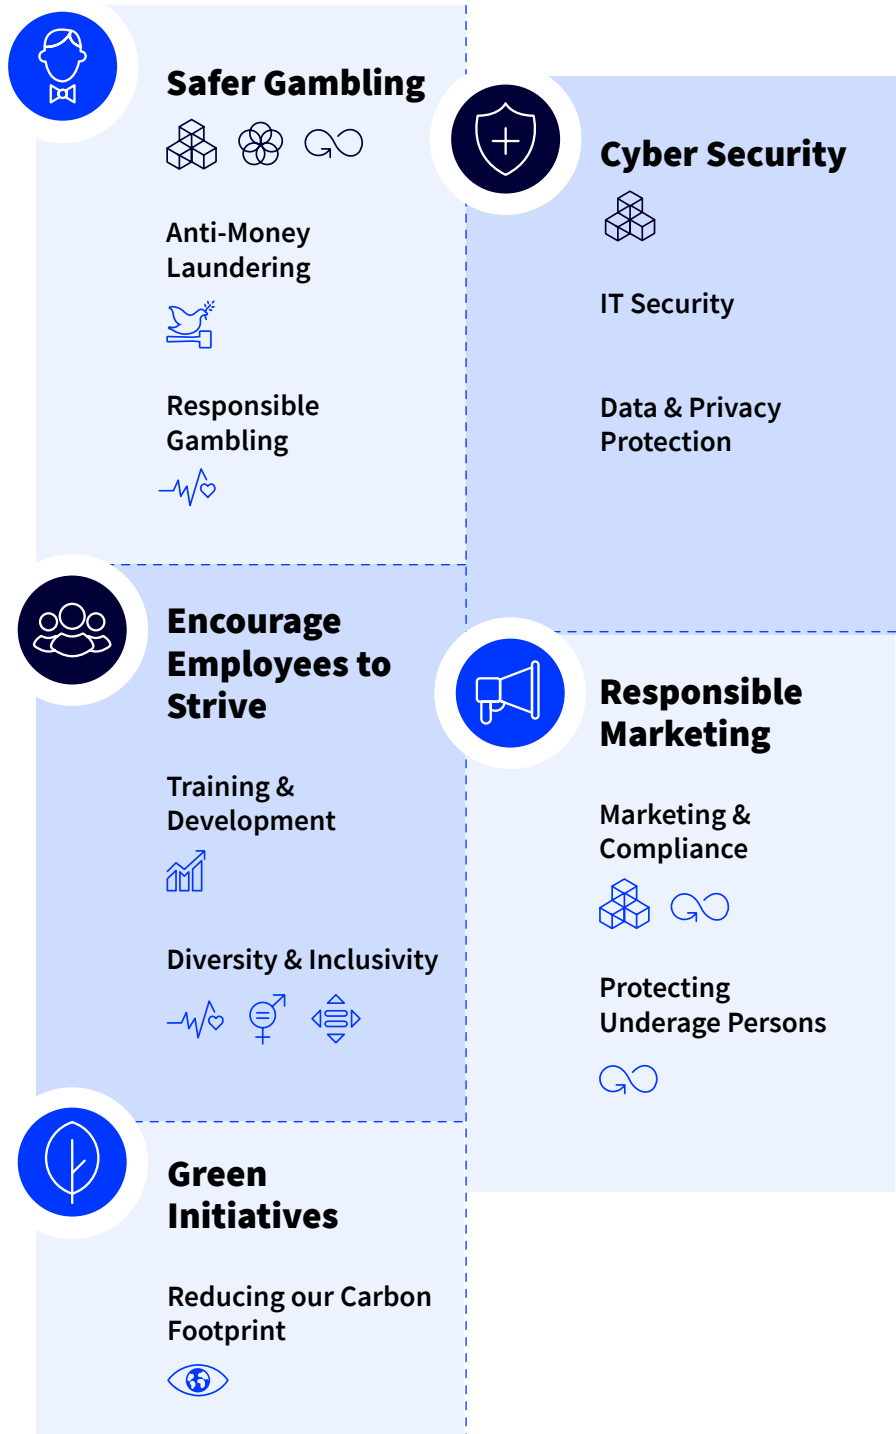 Safer Gambling
Anti-Money
Laundering
Responsible
Gambling
Cyber Security
IT Security
Data & Privacy
Protection
Encourage
Employees to
Strive
Training &
Development
Diversity & Inclusivity
Responsible
Marketing
Marketing &
Compliance
Protecting
Underage Persons
Green
Initiatives
Reducing our Carbon
Footprint